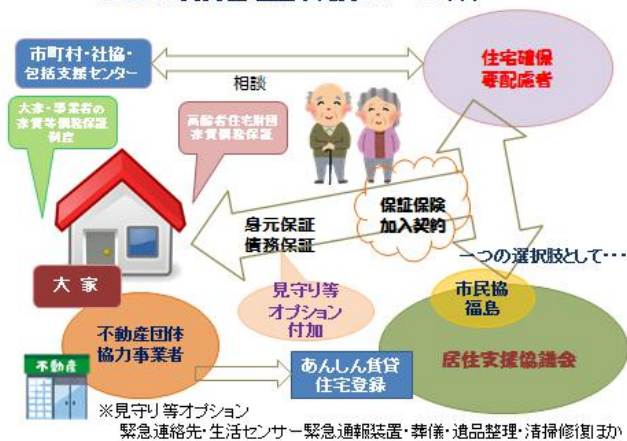 市町村・社協・
包括支援センター
相談
住宅確保
要配慮者
大家・事業者の
家賃等債務保証
制度
高齢者住宅財団
家賃債務保証
身元保証
債務保証
保証保険
加入契約
一つの選択肢として・・・
大家
見守り等
オプション
付加
市民協
福島
不動産団体
協力事業者
居住支援協議会
不動産
あんしん賃貸
住宅登録
※見守り等オプション
緊急連絡先・生活センサー緊急通報装置・葬儀・遺品整理・清掃修復ほか